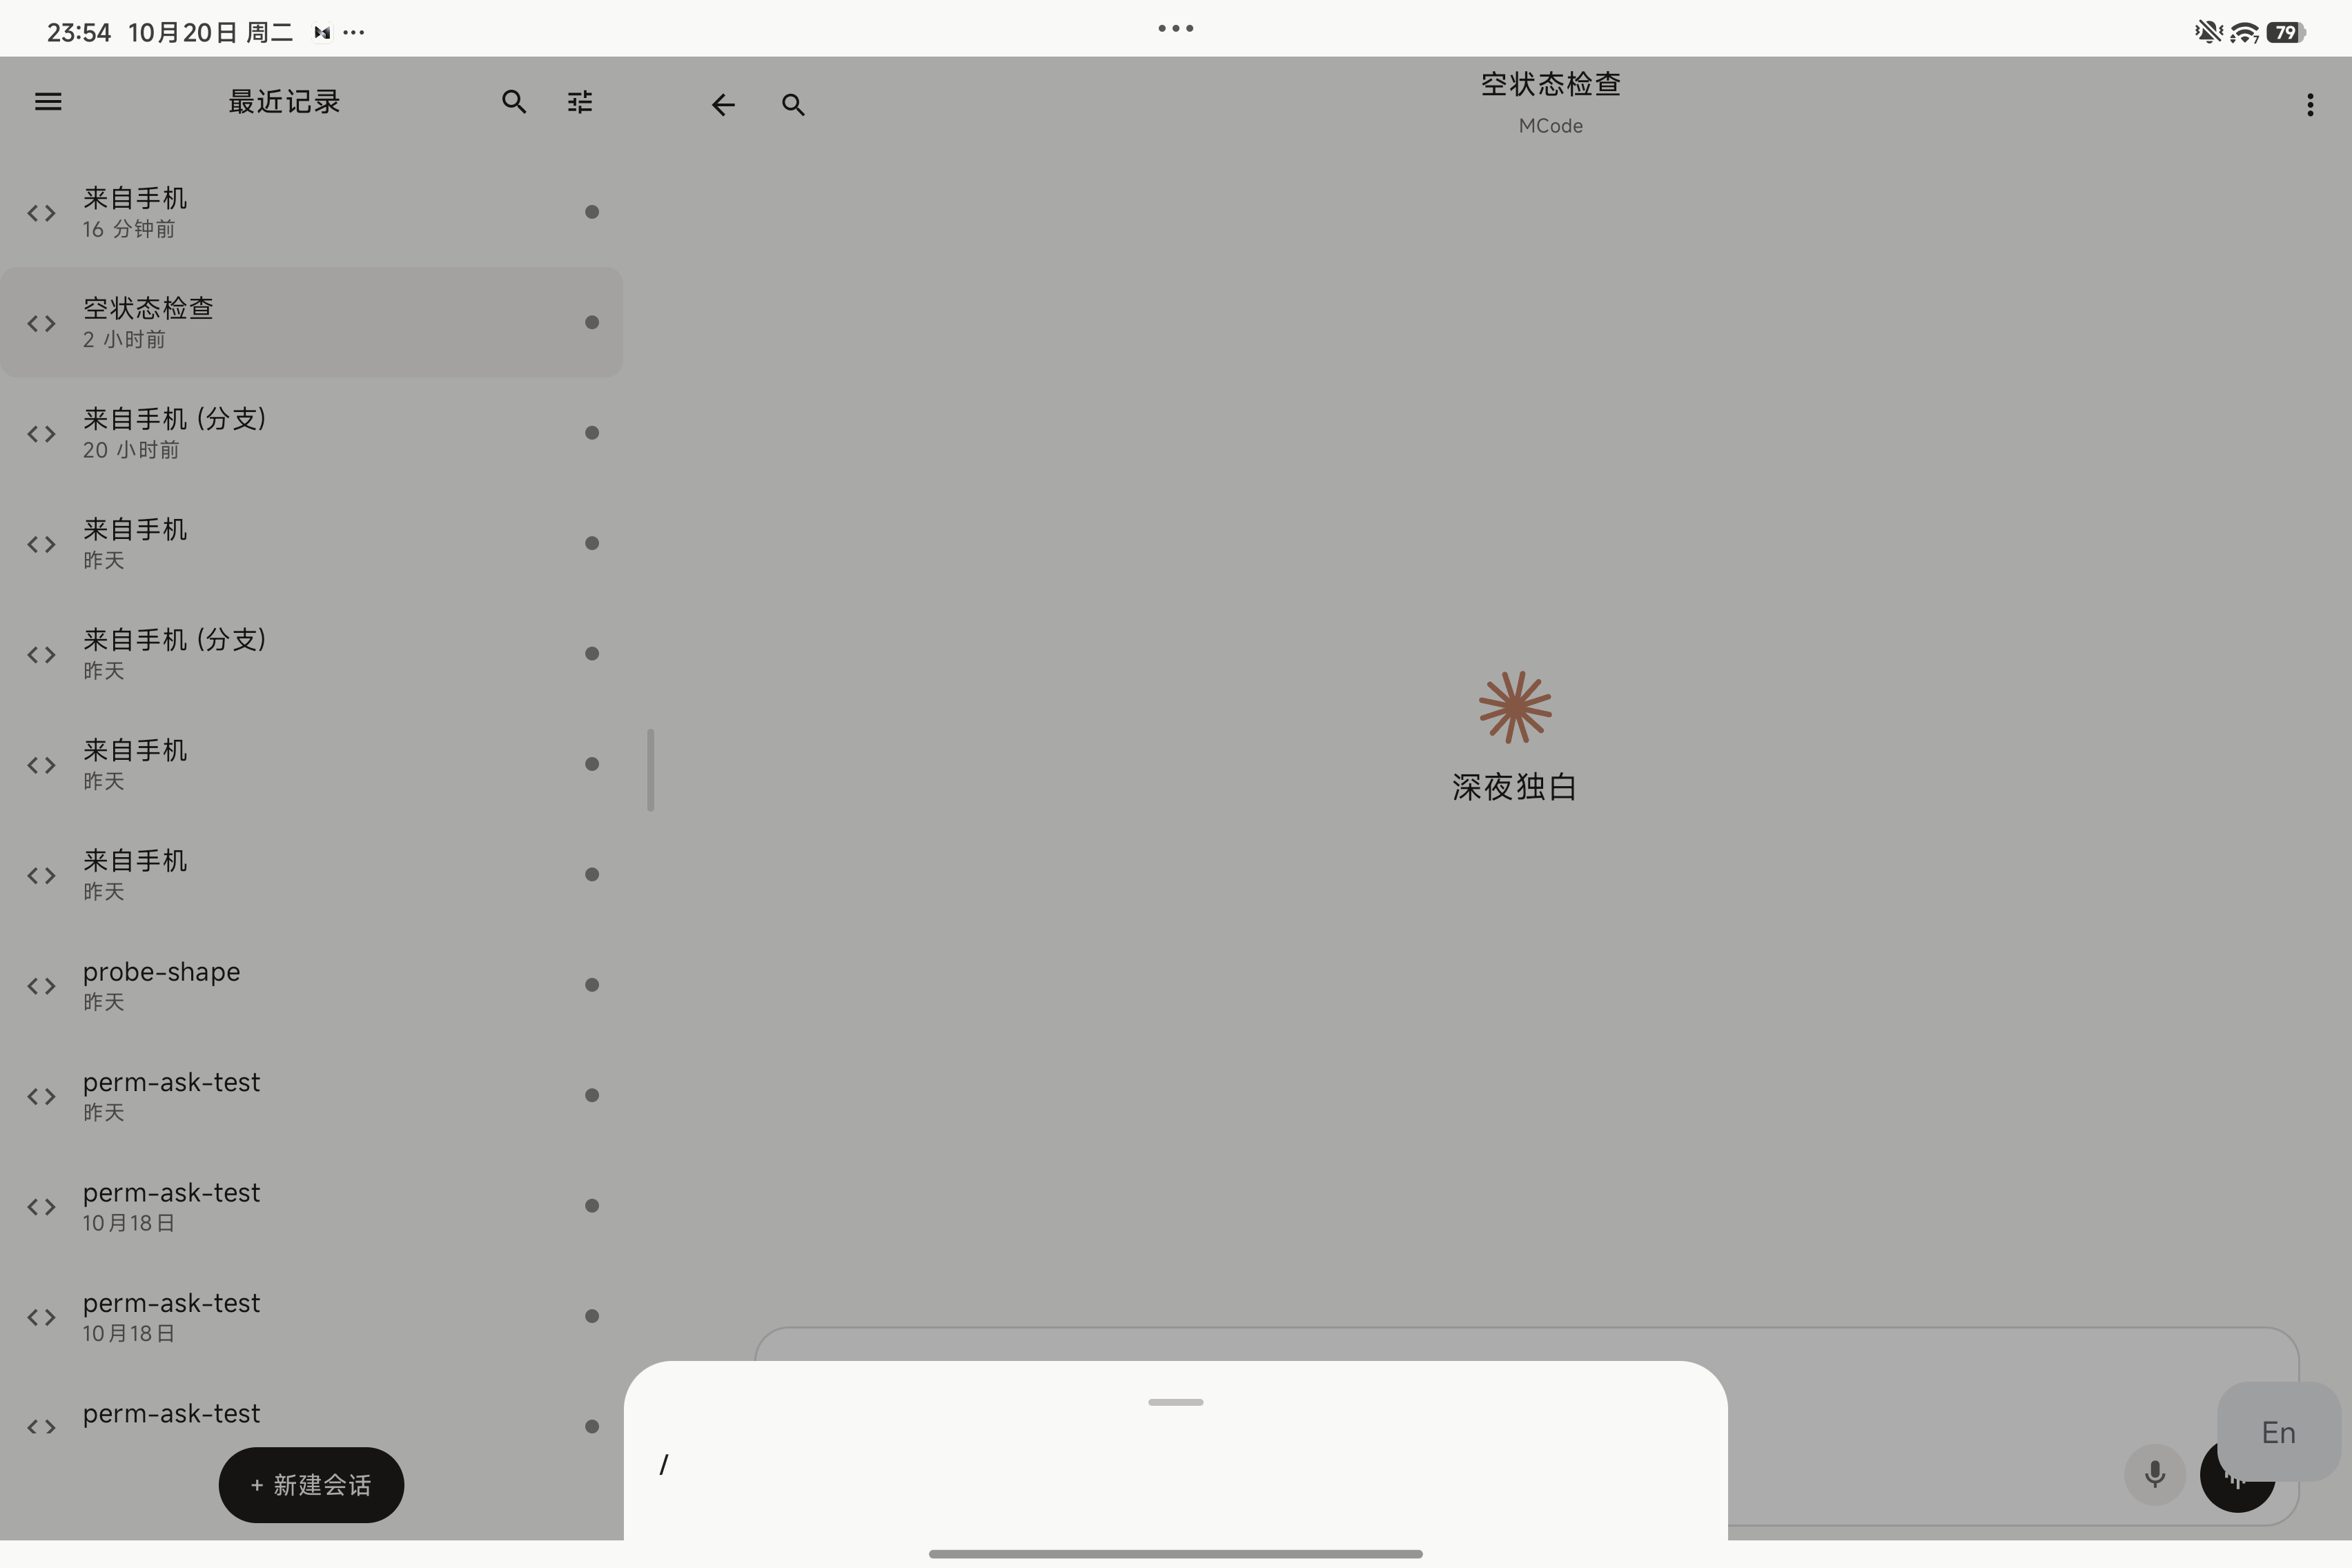 23:54 10月20日 周二
79
最近记录
空状态检查
MCode
来自手机
16 分钟前
空状态检查
2 小时前
来自手机 (分支)
20 小时前
来自手机
昨天
来自手机 (分支)
昨天
来自手机
昨天
来自手机
昨天
probe-shape
昨天
perm-ask-test
昨天
perm-ask-test
10月18日
perm-ask-test
10月18日
perm-ask-test
+ 新建会话
深夜独白
/
En